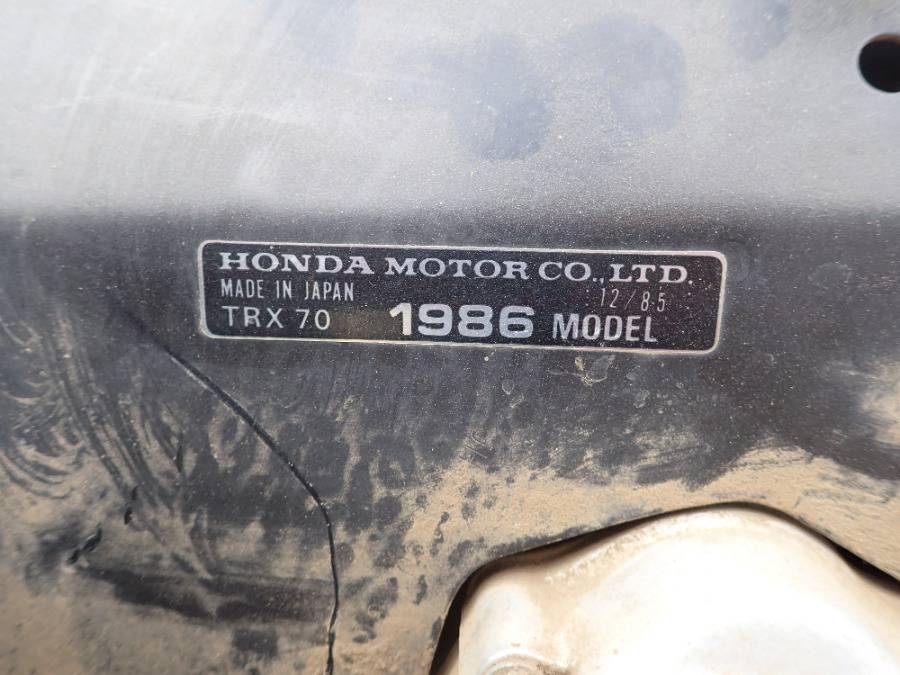 HONDA MOTOR CO.,LTD.
MADE IN JAPAN 12/85
TRX 70 1986 MODEL